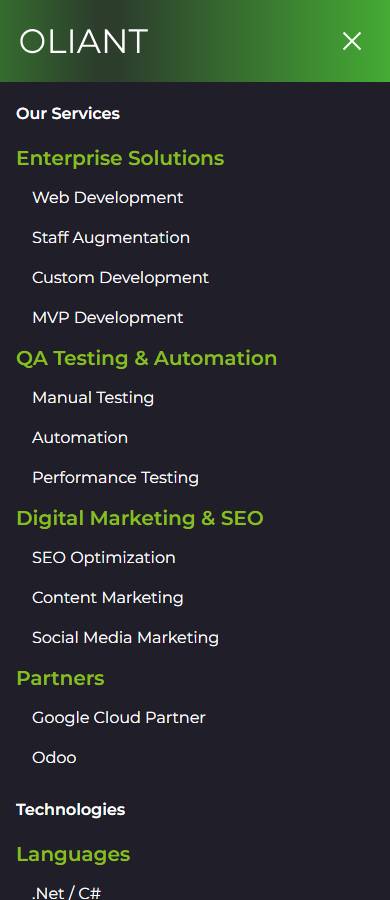 OLIANT
Our Services
Enterprise Solutions
Web Development
Staff Augmentation
Custom Development
MVP Development
QA Testing & Automation
Manual Testing
Automation
Performance Testing
Digital Marketing & SEO
SEO Optimization
Content Marketing
Social Media Marketing
Partners
Google Cloud Partner
Odoo
Technologies
Languages
.Net / C#